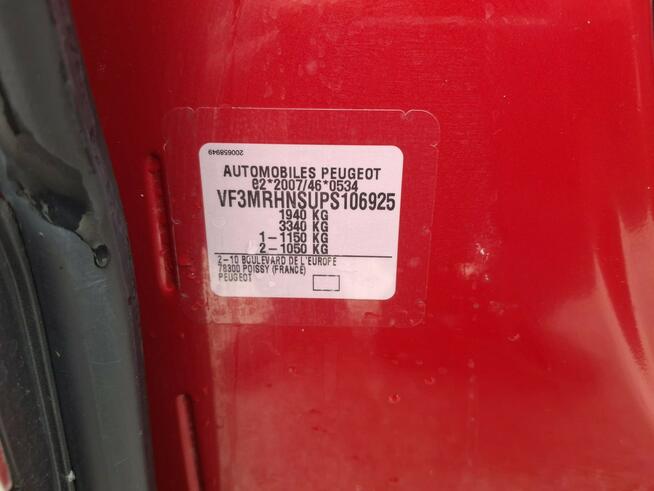 200658949
AUTOMOBILES PEUGEOT
e2*2007/46*0534
VF3MRHNSUPS106925
1940 KG
3340 KG
1-1150 KG
2-1050 KG
2-10 BOULEVARD DE L'EUROPE
78300 POISSY (FRANCE)
PEUGEOT